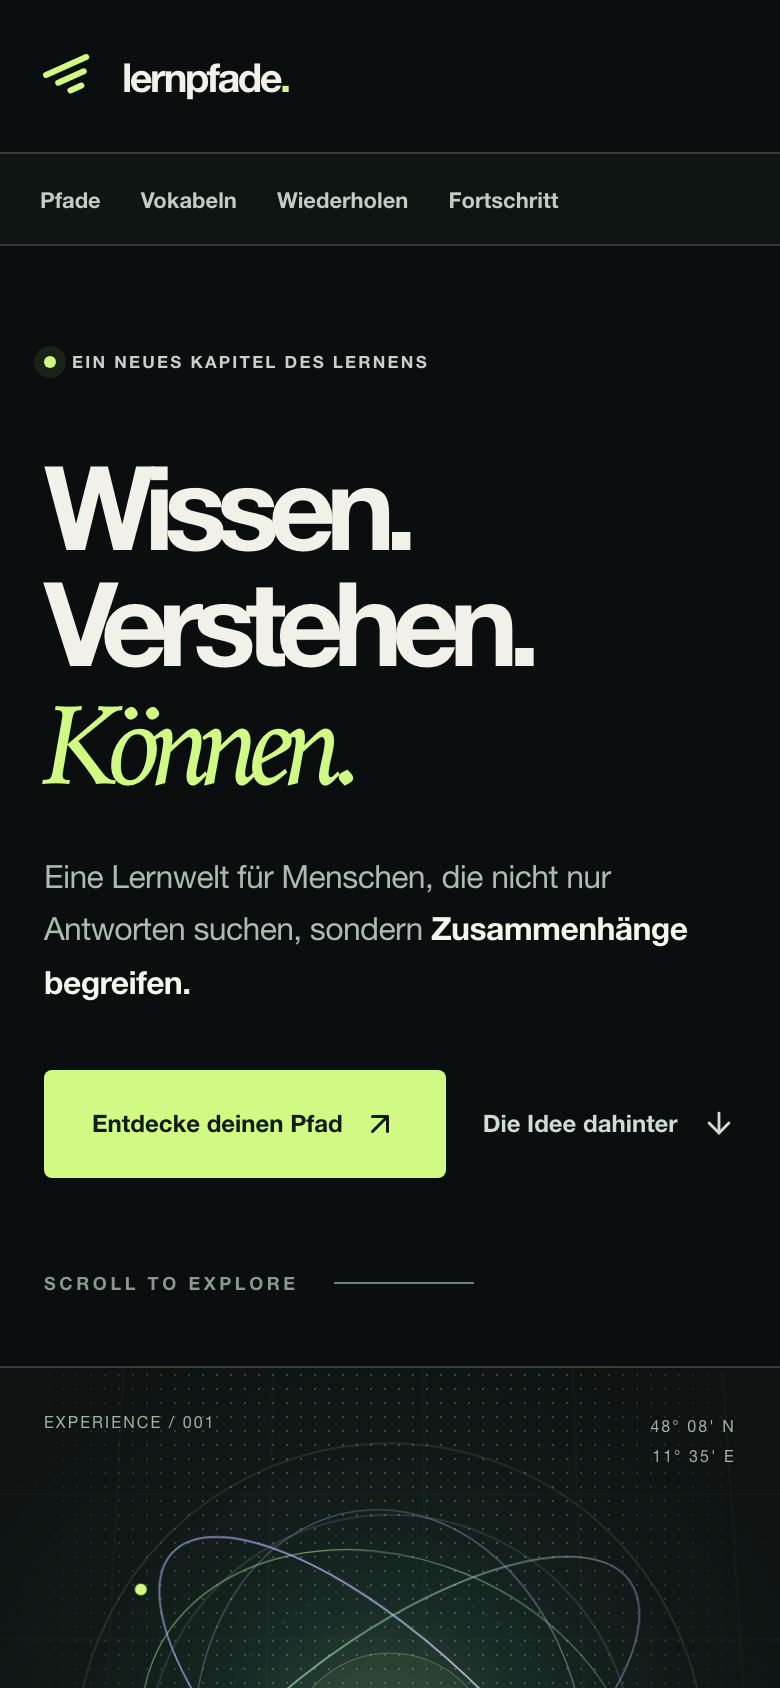 lernpfade.
Pfade Vokabeln Wiederholen Fortschritt
EIN NEUES KAPITEL DES LERNENS
Wissen.
Verstehen.
Können.
Eine Lernwelt für Menschen, die nicht nur
Antworten suchen, sondern Zusammenhänge
begreifen.
Entdecke deinen Pfad
Die Idee dahinter
SCROLL TO EXPLORE
EXPERIENCE / 001
48° 08' N
11° 35' E